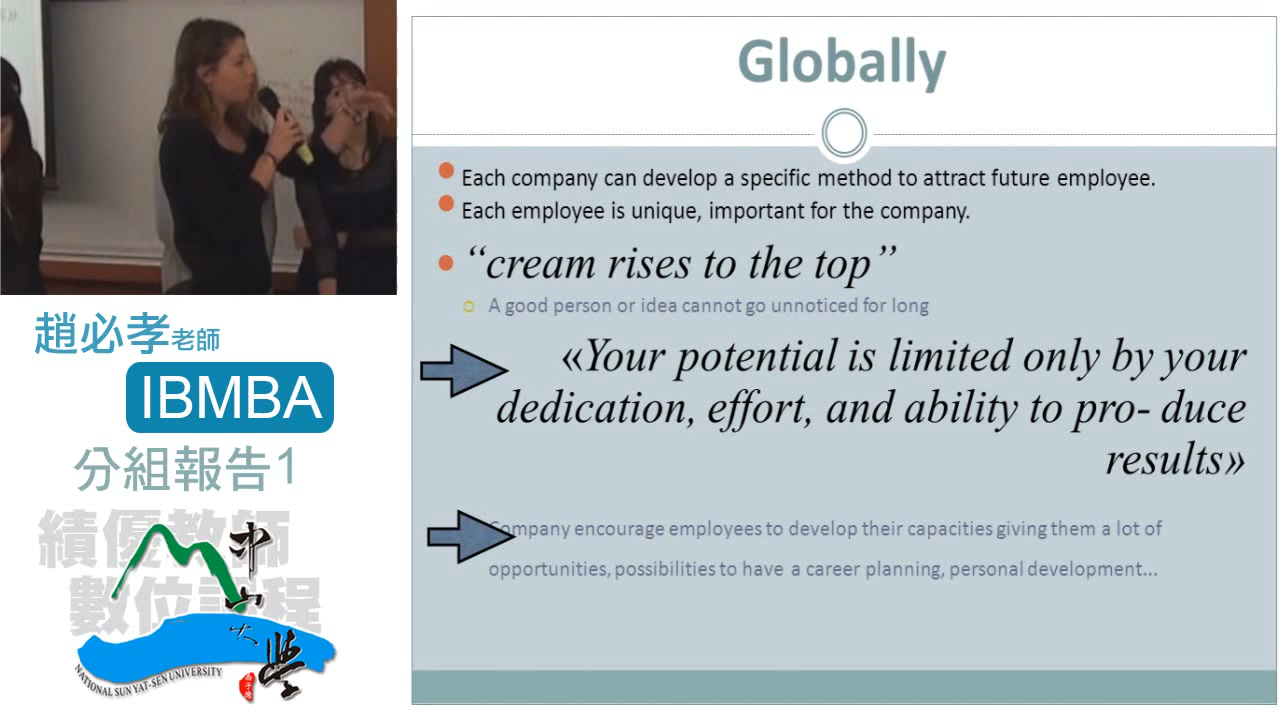 趙必孝老師
IBMBA
分組報告1
績優教師
數位課程
中山大學
NATIONAL SUN YAT-SEN UNIVERSITY
Globally
Each company can develop a specific method to attract future employee.
Each employee is unique, important for the company.
“cream rises to the top”
A good person or idea cannot go unnoticed for long
«Your potential is limited only by your
dedication, effort, and ability to pro- duce
results»
Company encourage employees to develop their capacities giving them a lot of
opportunities, possibilities to have a career planning, personal development...